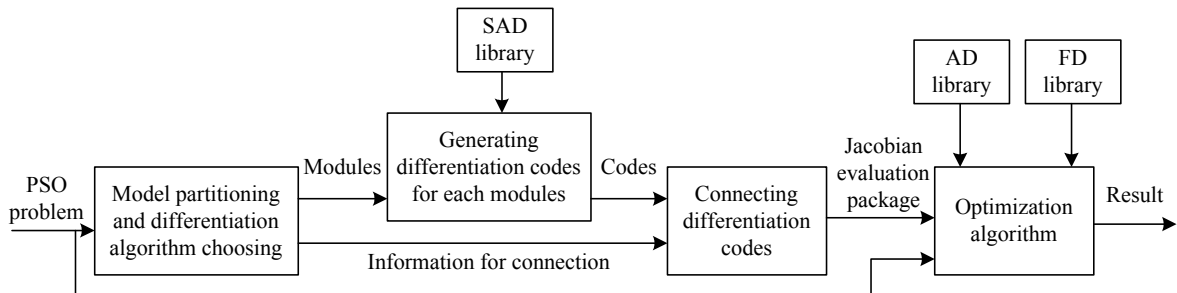 SAD
library
AD
library
FD
library
Generating
differentiation codes
for each modules
Modules
Codes
Jacobian
evaluation
package
PSO
problem
Model partitioning
and differentiation
algorithm choosing
Connecting
differentiation
codes
Optimization
algorithm
Result
Information for connection